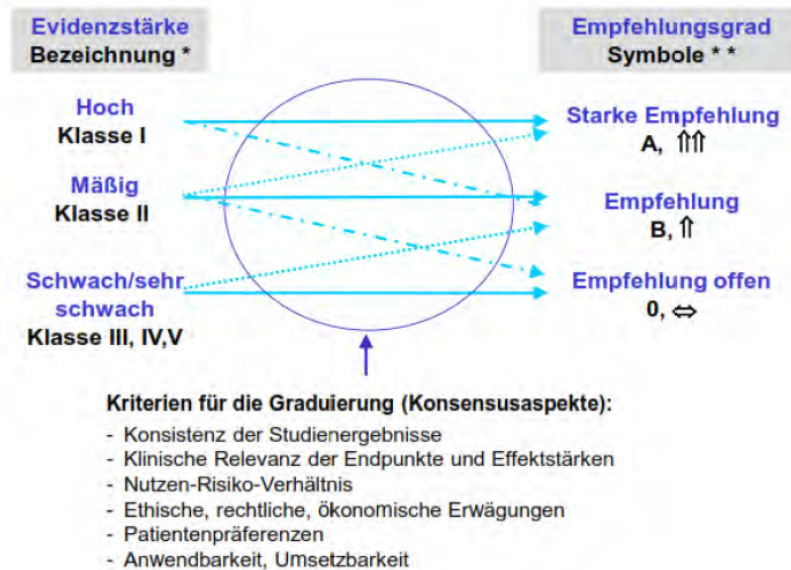 Evidenzstärke
Bezeichnung *
Empfehlungsgrad
Symbole * *
Hoch
Klasse I
Starke Empfehlung
A, ⇑⇑
Mäßig
Klasse II
Empfehlung
B, ⇑
Schwach/sehr
schwach
Klasse III, IV,V
Empfehlung offen
0, ⇔
Kriterien für die Graduierung (Konsensusaspekte):
- Konsistenz der Studienergebnisse
- Klinische Relevanz der Endpunkte und Effektstärken
- Nutzen-Risiko-Verhältnis
- Ethische, rechtliche, ökonomische Erwägungen
- Patientenpräferenzen
- Anwendbarkeit, Umsetzbarkeit